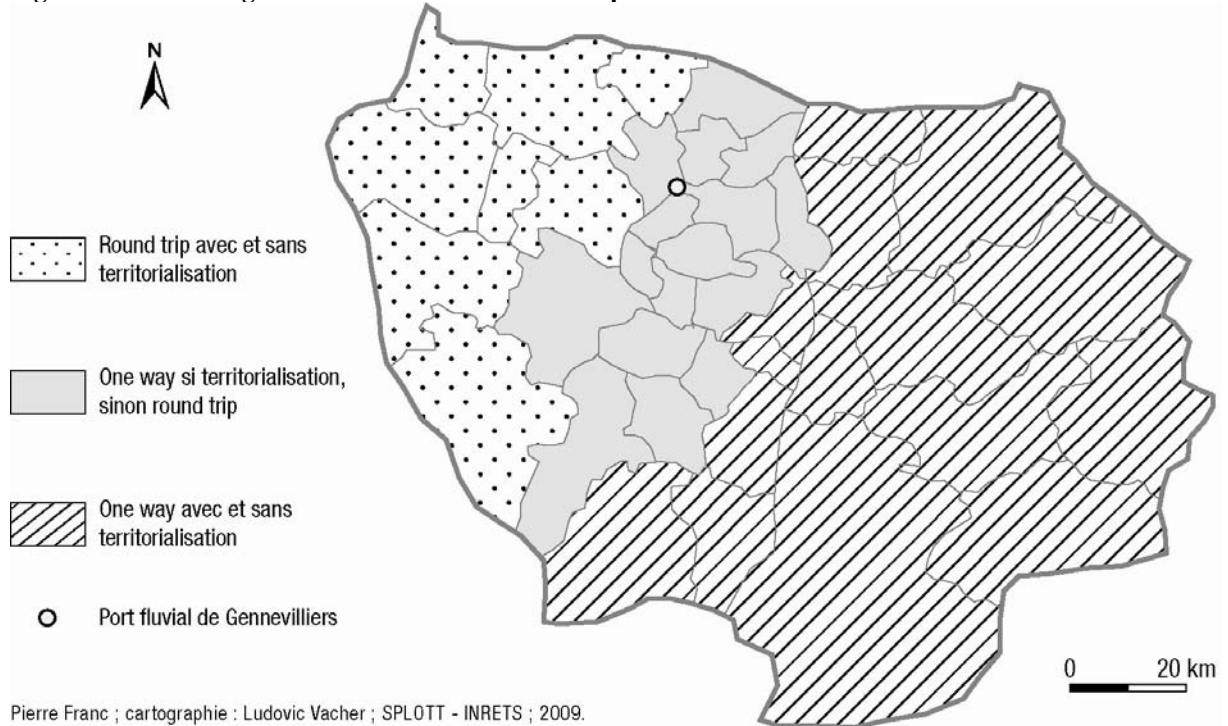 N
Round trip avec et sans
territorialisation
One way si territorialisation,
sinon round trip
One way avec et sans
territorialisation
Port fluvial de Gennevilliers
0 20 km
Pierre Franc ; cartographie : Ludovic Vacher ; SPLOTT - INRETS ; 2009.